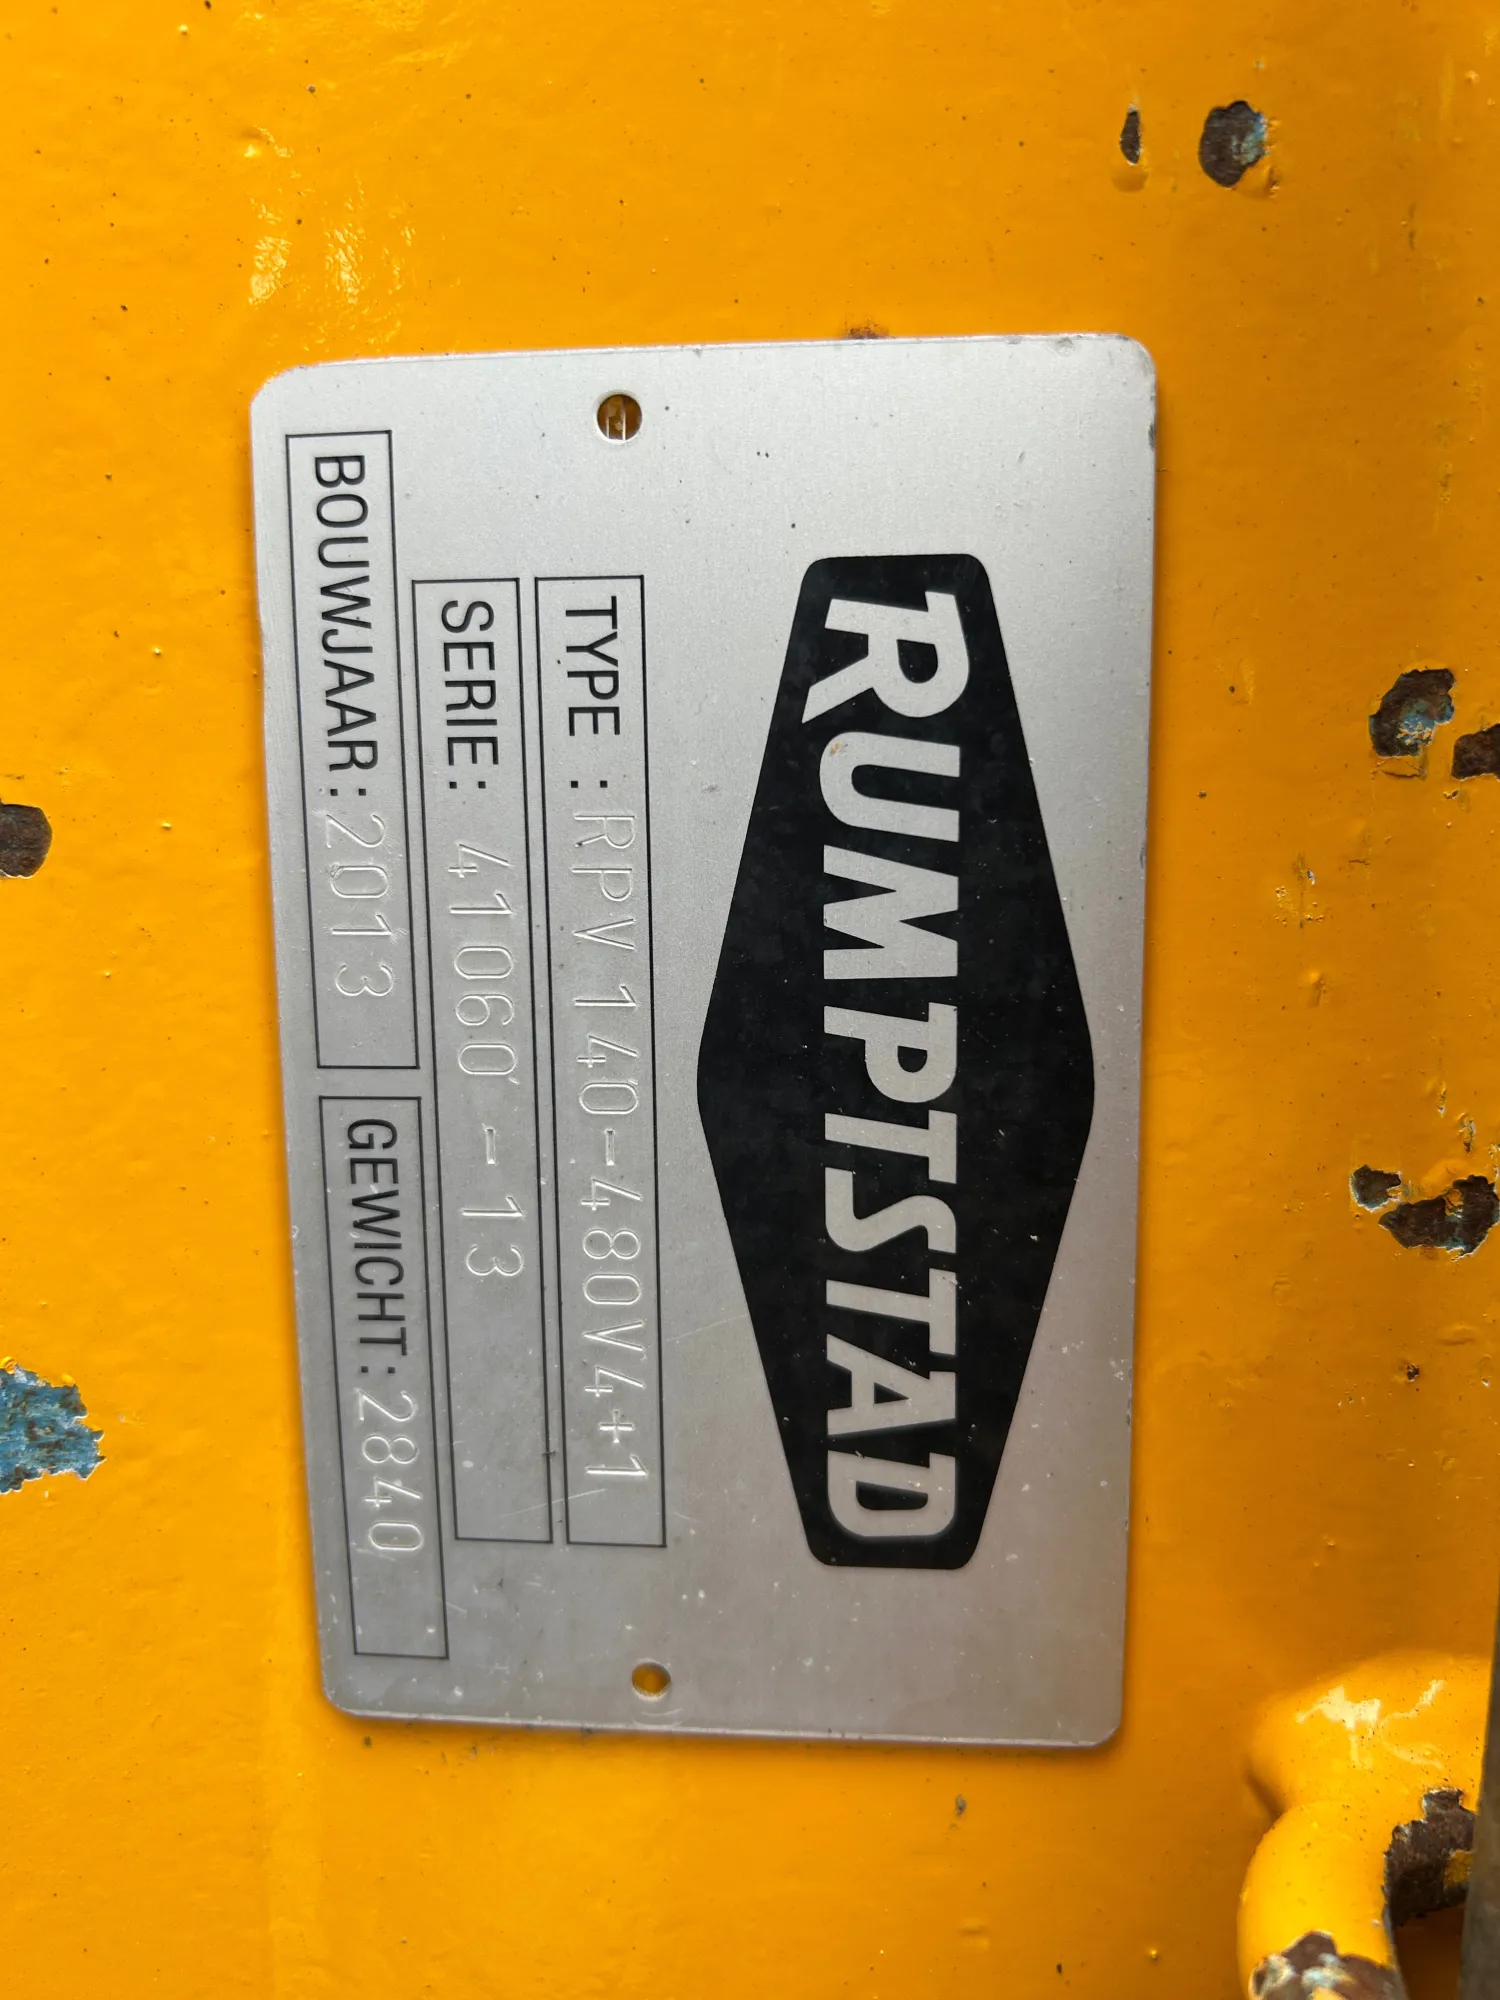 RUMPTSTAD
TYPE : RPV 140-480V4+1
SERIE: 41060 - 13
BOUWJAAR: 2013 GEWICHT: 2840